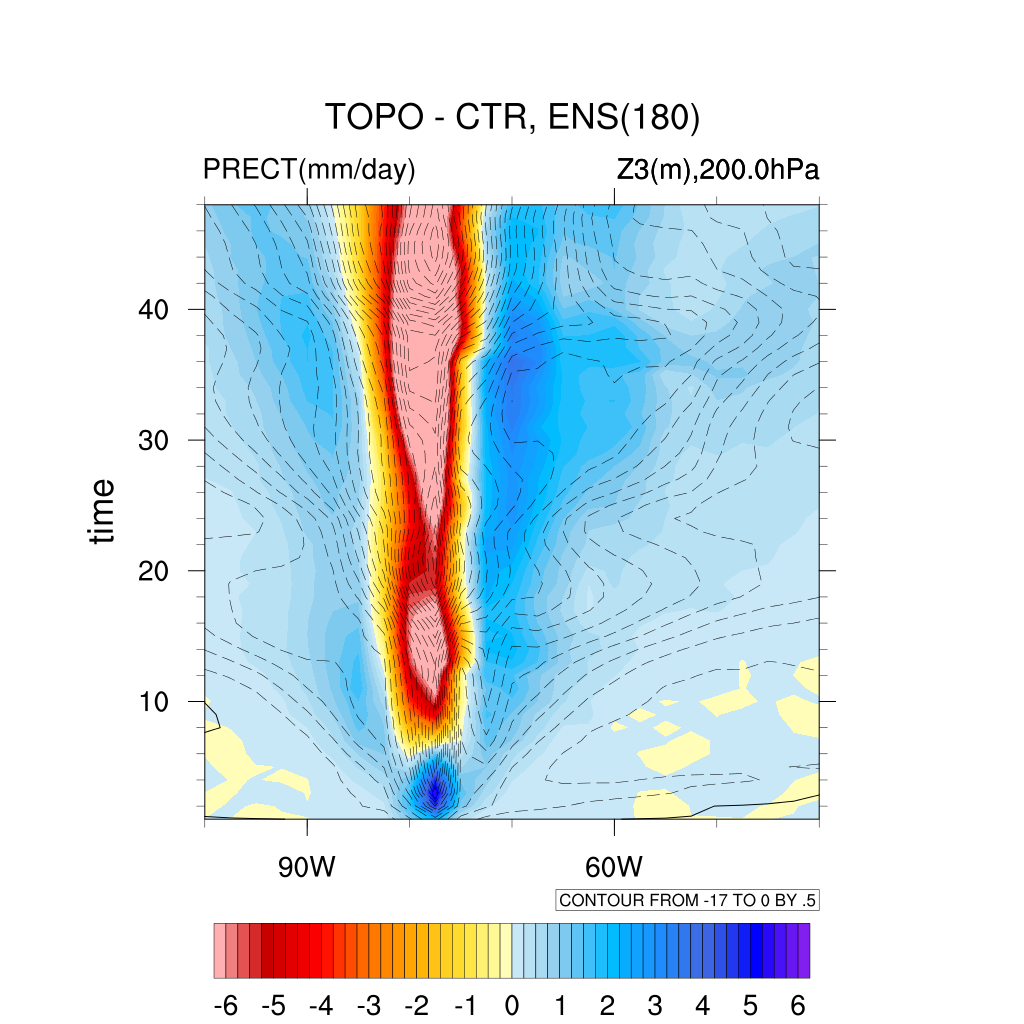 TOPO - CTR, ENS(180)
PRECT(mm/day) Z3(m),200.0hPa
40
30
time
20
10
90W 60W
CONTOUR FROM -17 TO 0 BY .5
-6 -5 -4 -3 -2 -1 0 1 2 3 4 5 6